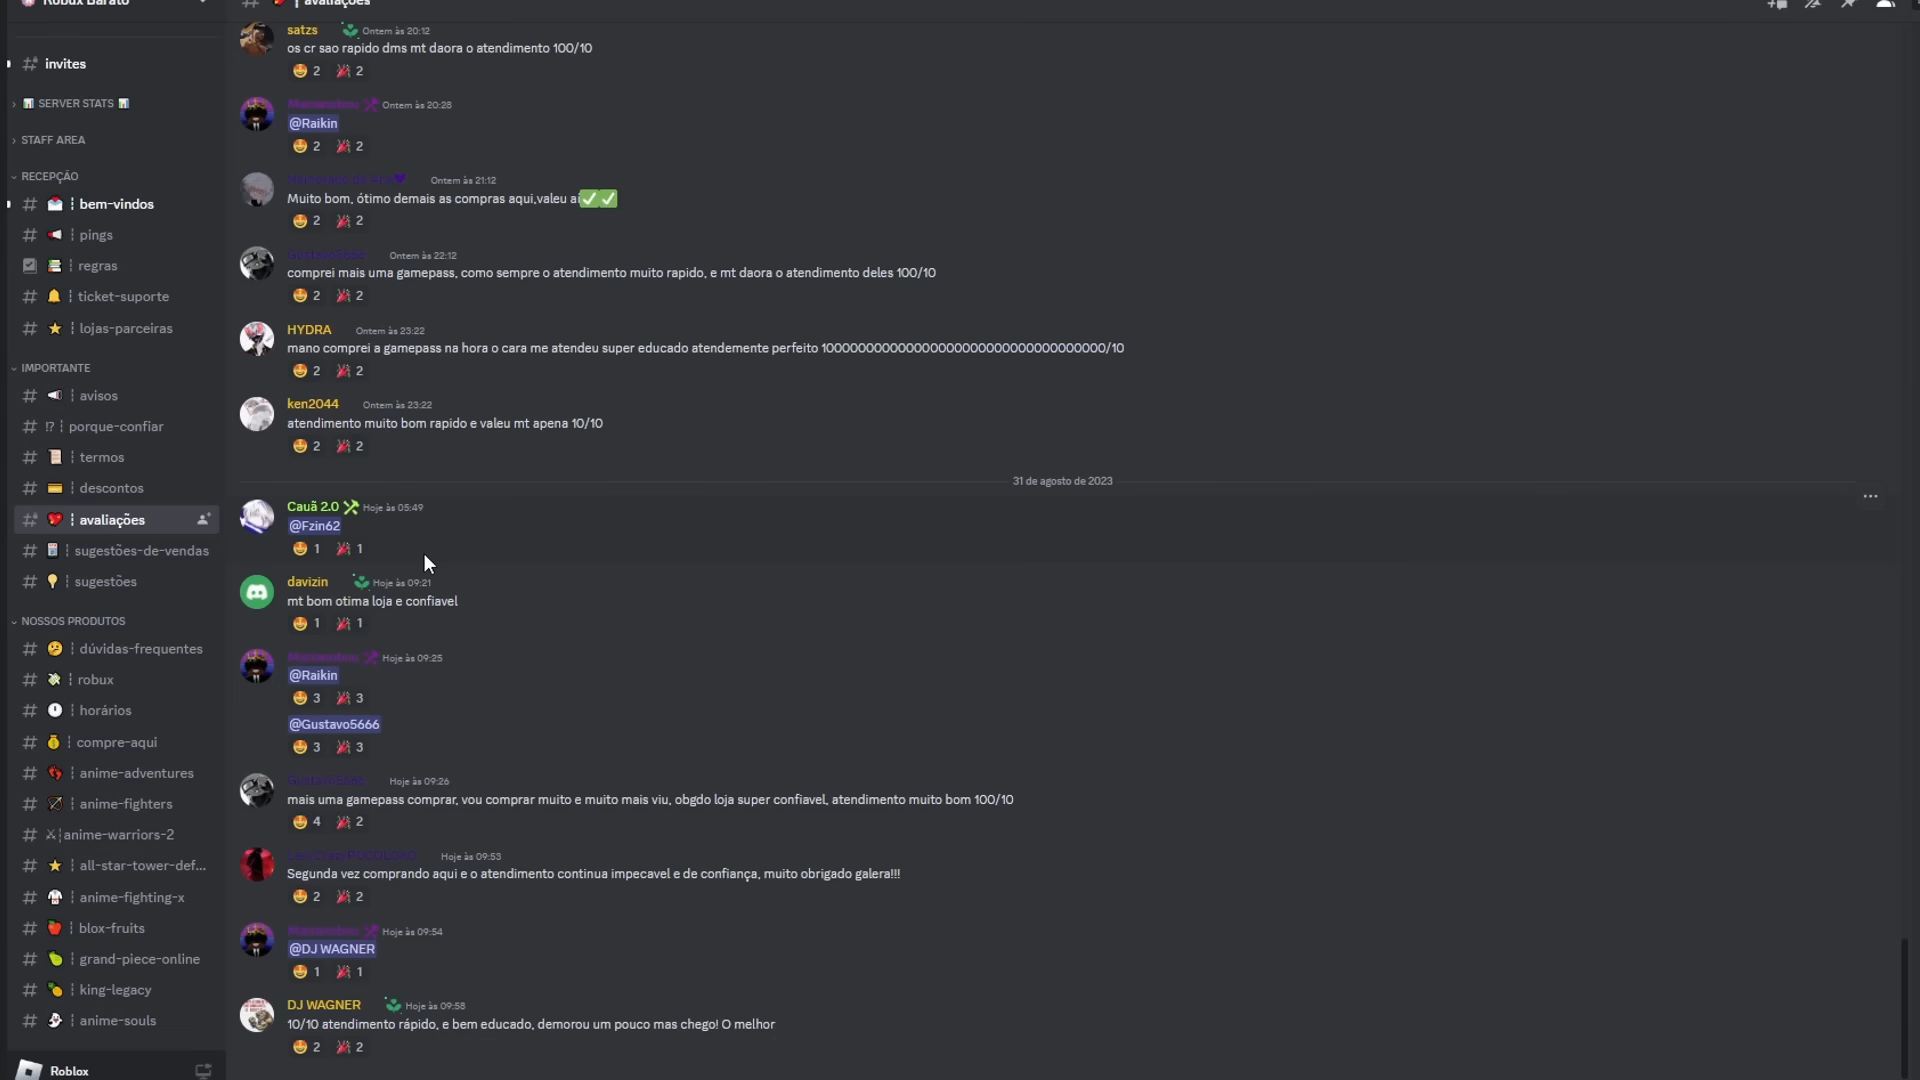 Robux Barato
invites
SERVER STATS
STAFF AREA
RECEPÇÃO
bem-vindos
pings
regras
ticket-suporte
lojas-parceiras
IMPORTANTE
avisos
porque-confiar
termos
descontos
avaliações
sugestões-de-vendas
sugestões
NOSSOS PRODUTOS
dúvidas-frequentes
robux
horários
compre-aqui
anime-adventures
anime-fighters
anime-warriors-2
all-star-tower-def...
anime-fighting-x
blox-fruits
grand-piece-online
king-legacy
anime-souls
Roblox
avaliações
satzs Ontem às 20:12
os cr sao rapido dms mt daora o atendimento 100/10
2 2
Ontem às 20:28
@Raikin
2 2
Ontem às 21:12
Muito bom, ótimo demais as compras aqui,valeu ai
2 2
Gustavo5666 Ontem às 22:12
comprei mais uma gamepass, como sempre o atendimento muito rapido, e mt daora o atendimento deles 100/10
2 2
HYDRA Ontem às 23:22
mano comprei a gamepass na hora o cara me atendeu super educado atendemente perfeito 10000000000000000000000000000000000/10
2 2
ken2044 Ontem às 23:22
atendimento muito bom rapido e valeu mt apena 10/10
2 2
31 de agosto de 2023
Cauã 2.0 Hoje às 05:49
@Fzin62
1 1
davizin Hoje às 09:21
mt bom otima loja e confiavel
1 1
Hoje às 09:25
@Raikin
3 3
@Gustavo5666
3 3
Gustavo5666 Hoje às 09:26
mais uma gamepass comprar, vou comprar muito e muito mais viu, obgdo loja super confiavel, atendimento muito bom 100/10
4 2
Hoje às 09:53
Segunda vez comprando aqui e o atendimento continua impecavel e de confiança, muito obrigado galera!!!
2 2
Hoje às 09:54
@DJ WAGNER
1 1
DJ WAGNER Hoje às 09:58
10/10 atendimento rápido, e bem educado, demorou um pouco mas chego! O melhor
2 2